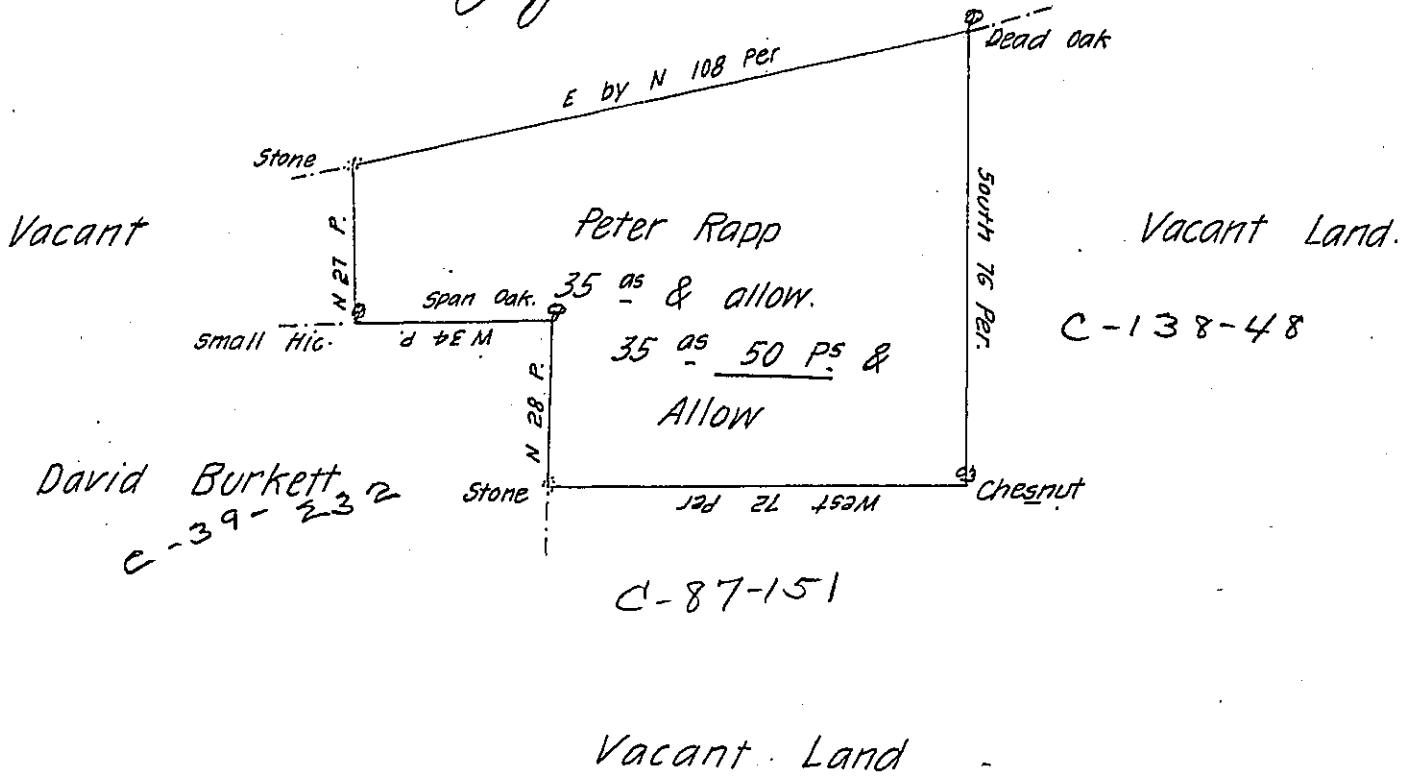 Dead Oak
E by N 108 Per
Stone
N 27 P.
Vacant
Peter Rapp
South 76 Per.
Vacant Land.
35 as & allow.
Span Oak.
Small Hic.
W 34 P.
35 as 50 Ps &
C-138-48
N 28 P.
Allow
David Burkett
C-39-232
Stone
West 72 Per
Chesnut
C-87-151
Vacant Land